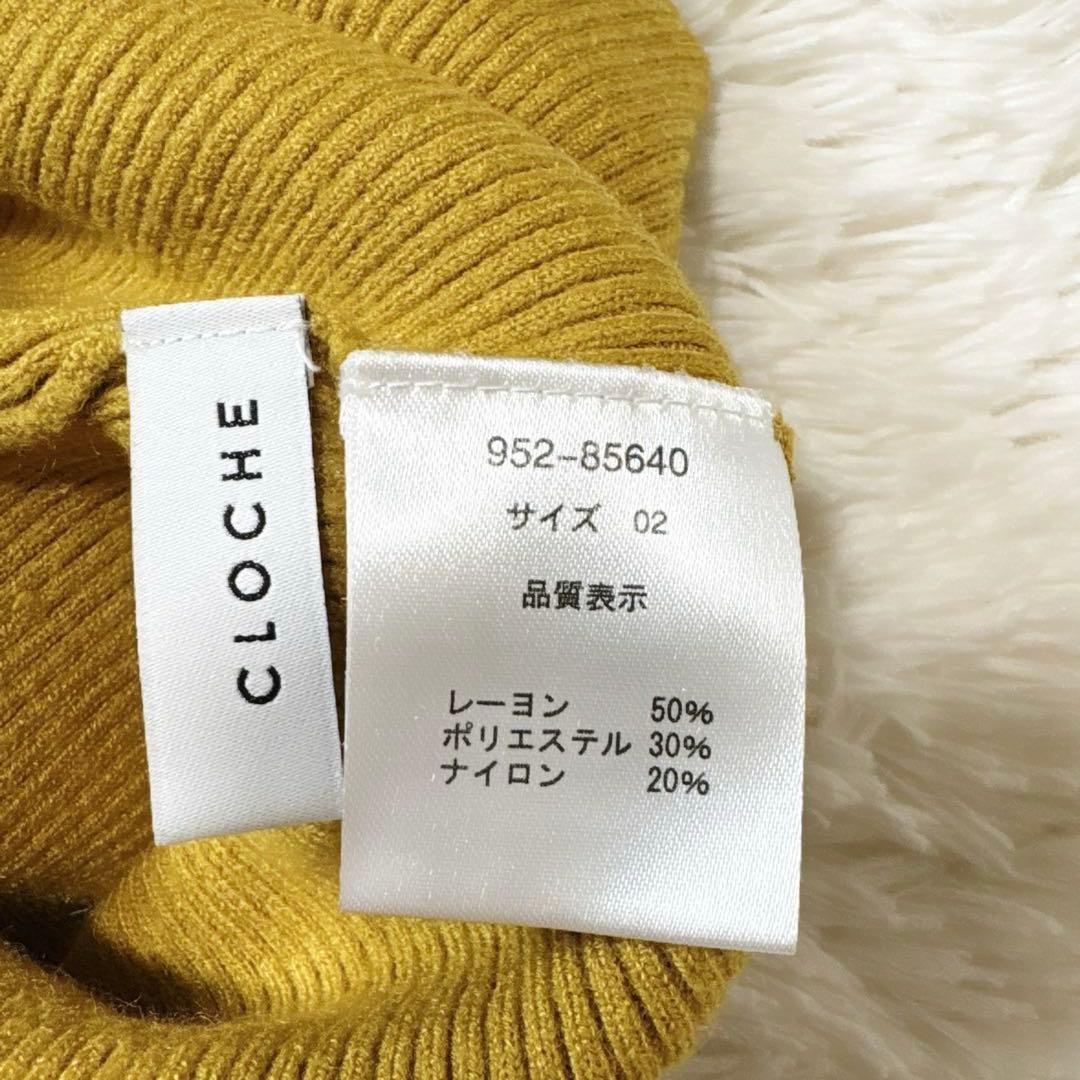 CLOCHE
952-85640
サイズ 02
品質表示
レーヨン 50%
ポリエステル 30%
ナイロン 20%